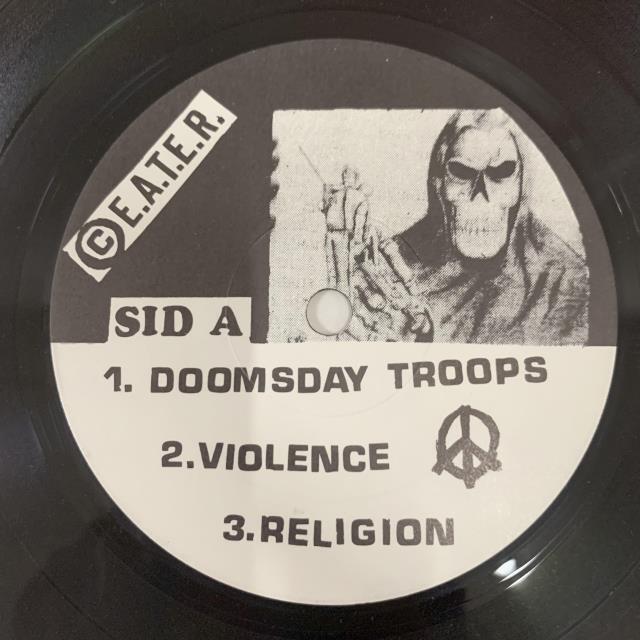 © E.A.T.E.R.
SID A
1. DOOMSDAY TROOPS
2.VIOLENCE
3.RELIGION